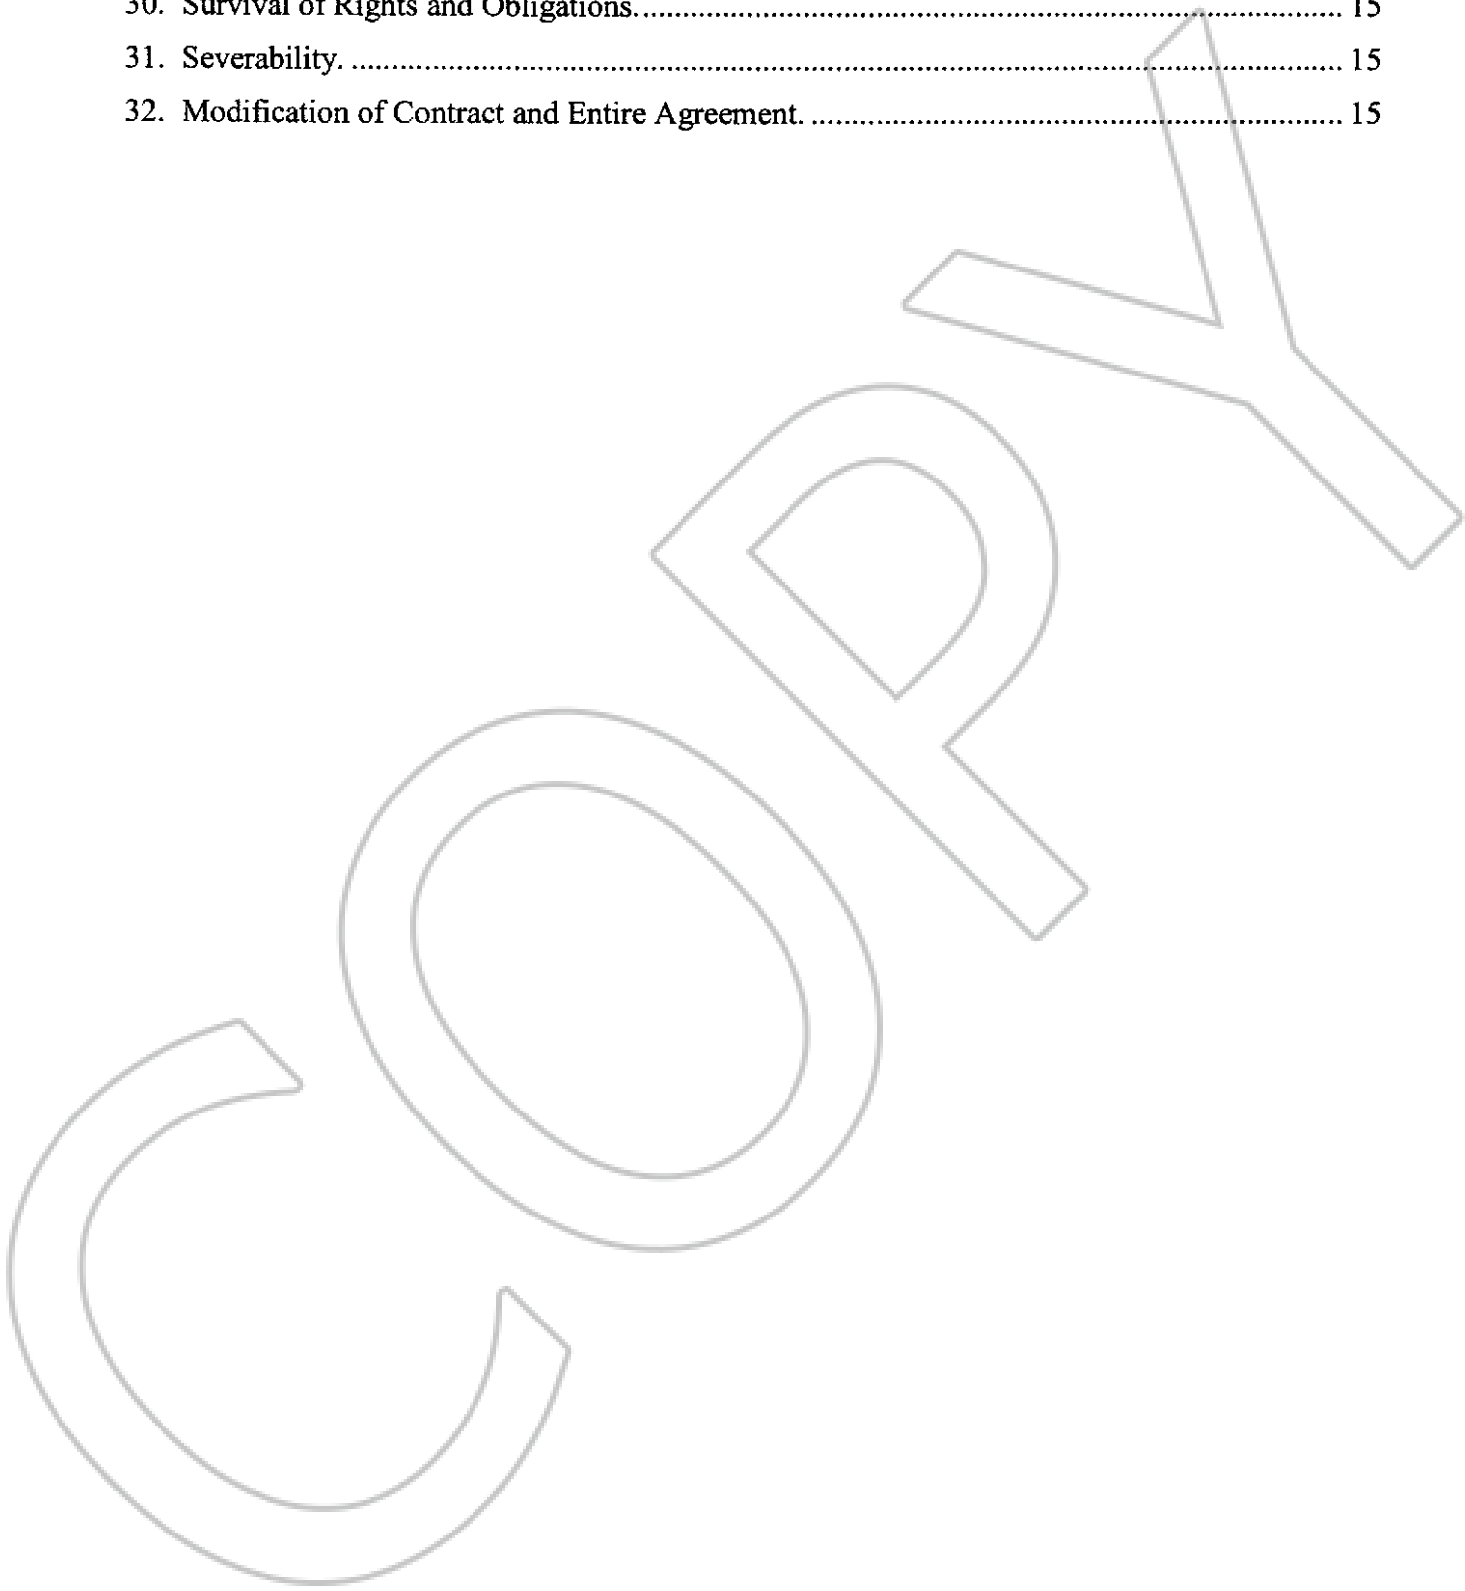 30. Survival of Rights and Obligations. 15
31. Severability. 15
32. Modification of Contract and Entire Agreement. 15
COPY